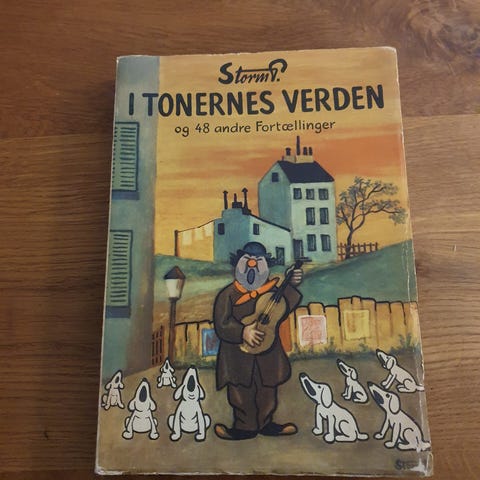 Storm P.
I TONERNES VERDEN
og 48 andre Fortællinger